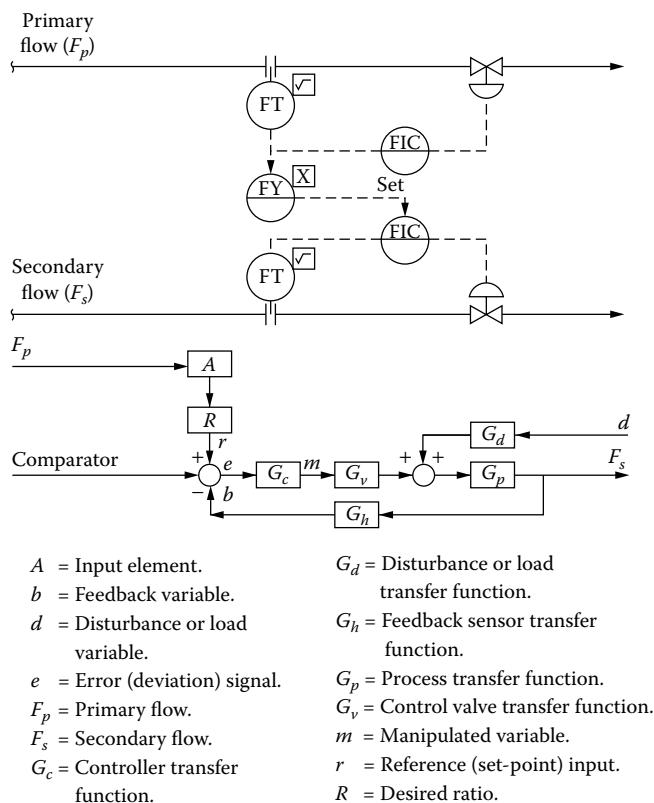 Primary
flow (Fp)
FT
√
FIC
FY
X
Set
FIC
Secondary
flow (Fs)
FT
√
Fp
A
R
r
d
Gd
Comparator
+
e
Gc
m
Gv
+
+
Gp
Fs
−
b
Gh
A = Input element.
b = Feedback variable.
d = Disturbance or load
variable.
e = Error (deviation) signal.
Fp = Primary flow.
Fs = Secondary flow.
Gc = Controller transfer
function.
Gd = Disturbance or load
transfer function.
Gh = Feedback sensor transfer
function.
Gp = Process transfer function.
Gv = Control valve transfer function.
m = Manipulated variable.
r = Reference (set-point) input.
R = Desired ratio.